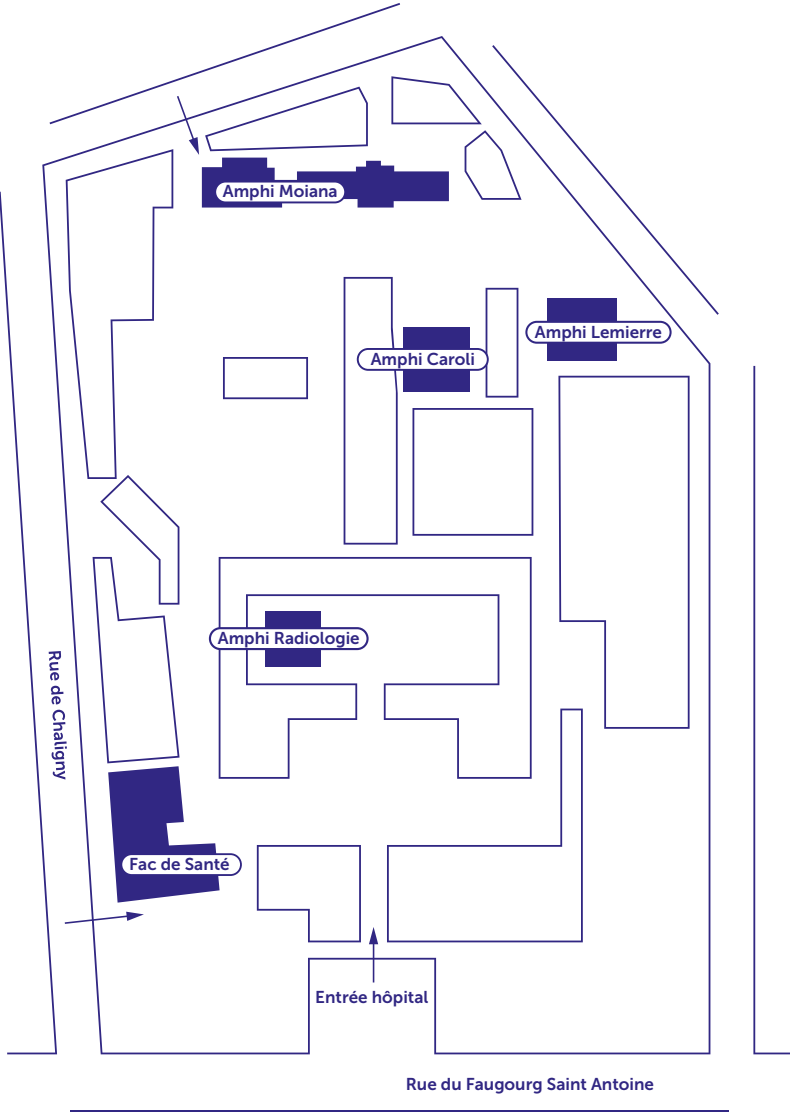 Amphi Moiana
Amphi Lemierre
Amphi Caroli
Amphi Radiologie
Rue de Chaligny
Fac de Santé
Entrée hôpital
Rue du Faugourg Saint Antoine